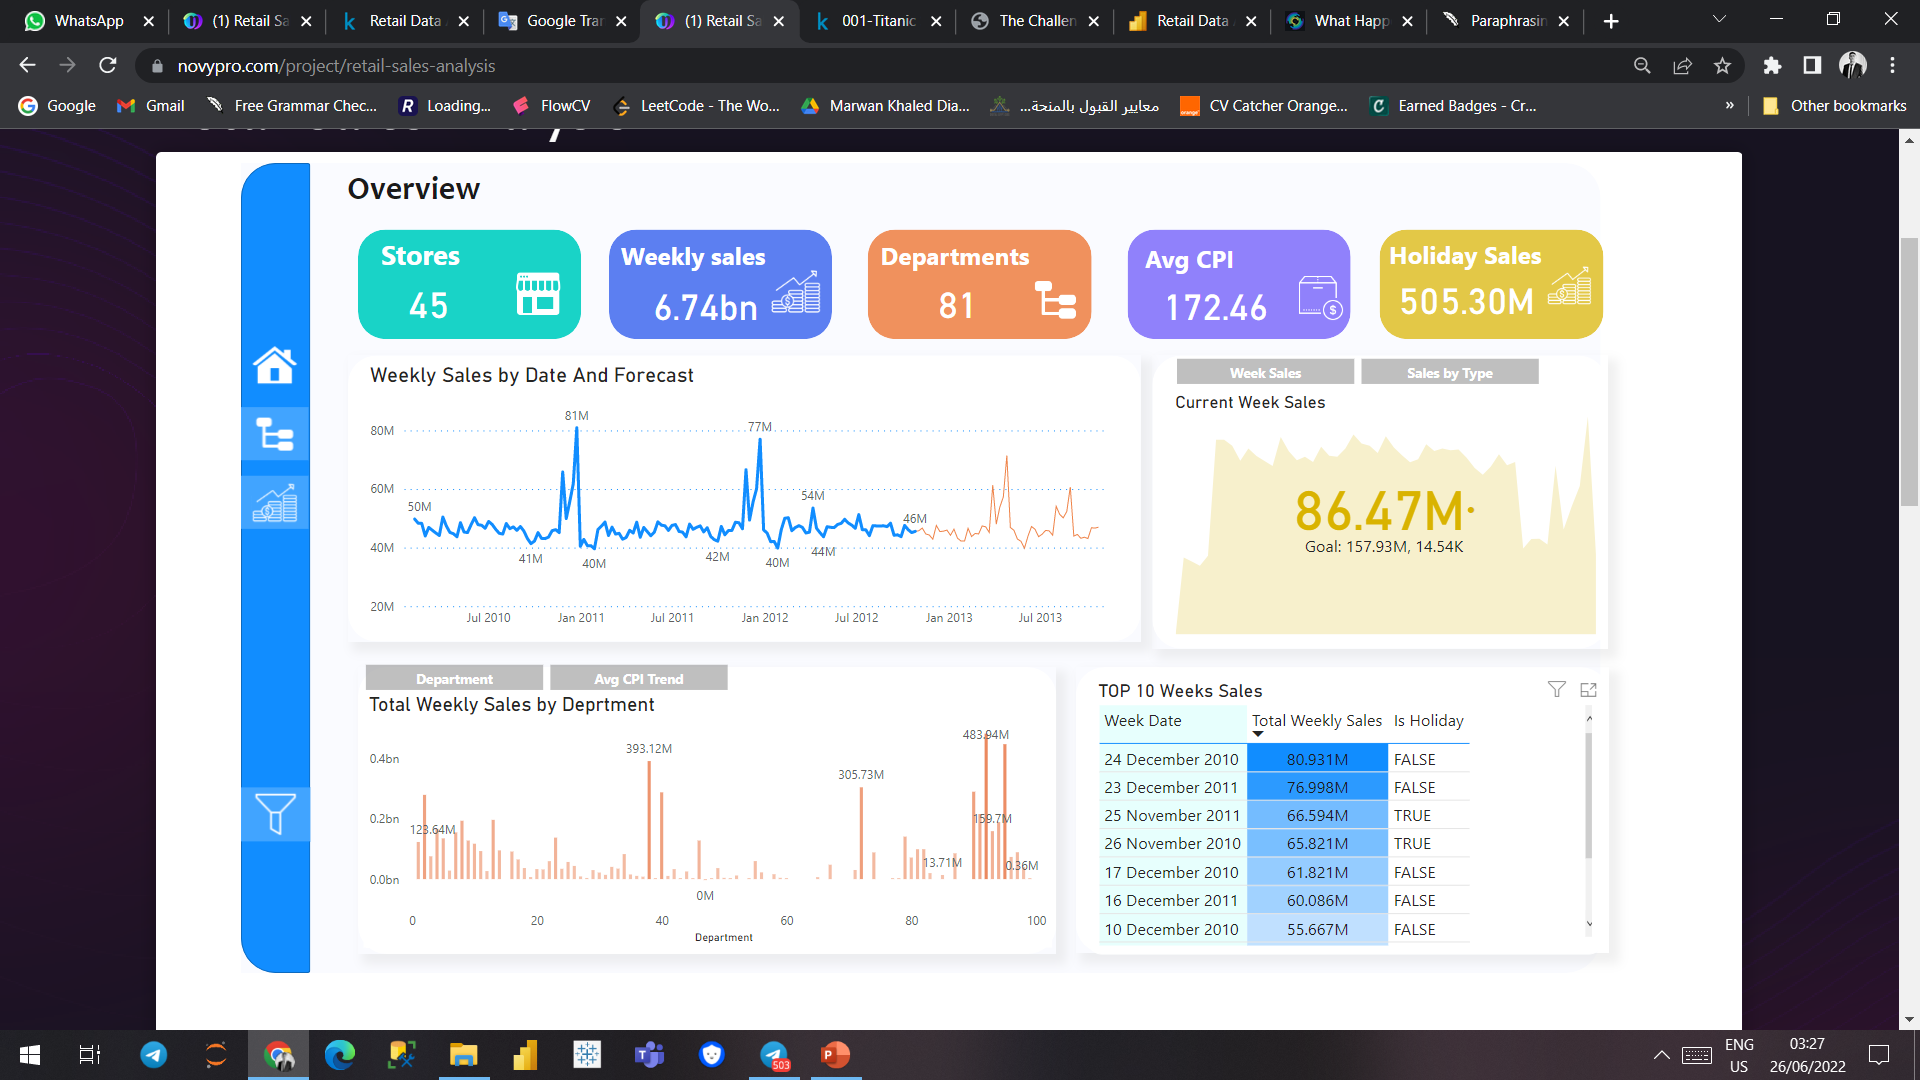 WhatsApp
(1) Retail Sa
Retail Data
Google Tran
(1) Retail Sa
001-Titanic
The Challen
Retail Data
What Happ
Paraphrasin
novypro.com/project/retail-sales-analysis
Google
Gmail
Free Grammar Chec...
Loading...
FlowCV
LeetCode - The Wo...
Marwan Khaled Dia...
معايير القبول بالمنحة...
CV Catcher Orange...
Earned Badges - Cr...
»
Other bookmarks
Overview
Stores
45
Weekly sales
6.74bn
Departments
81
Avg CPI
172.46
Holiday Sales
505.30M
Weekly Sales by Date And Forecast
80M
60M
40M
20M
50M
81M
41M
40M
42M
77M
40M
54M
44M
46M
Jul 2010
Jan 2011
Jul 2011
Jan 2012
Jul 2012
Jan 2013
Jul 2013
Week Sales
Sales by Type
Current Week Sales
86.47M
Goal: 157.93M, 14.54K
Department
Avg CPI Trend
Total Weekly Sales by Deprtment
0.4bn
0.2bn
0.0bn
123.64M
393.12M
0M
305.73M
13.71M
483.94M
159.7M
0.36M
0
20
40
60
80
100
Department
TOP 10 Weeks Sales
Week Date Total Weekly Sales Is Holiday
24 December 2010 80.931M FALSE
23 December 2011 76.998M FALSE
25 November 2011 66.594M TRUE
26 November 2010 65.821M TRUE
17 December 2010 61.821M FALSE
16 December 2011 60.086M FALSE
10 December 2010 55.667M FALSE
503
ENG
US
03:27
26/06/2022